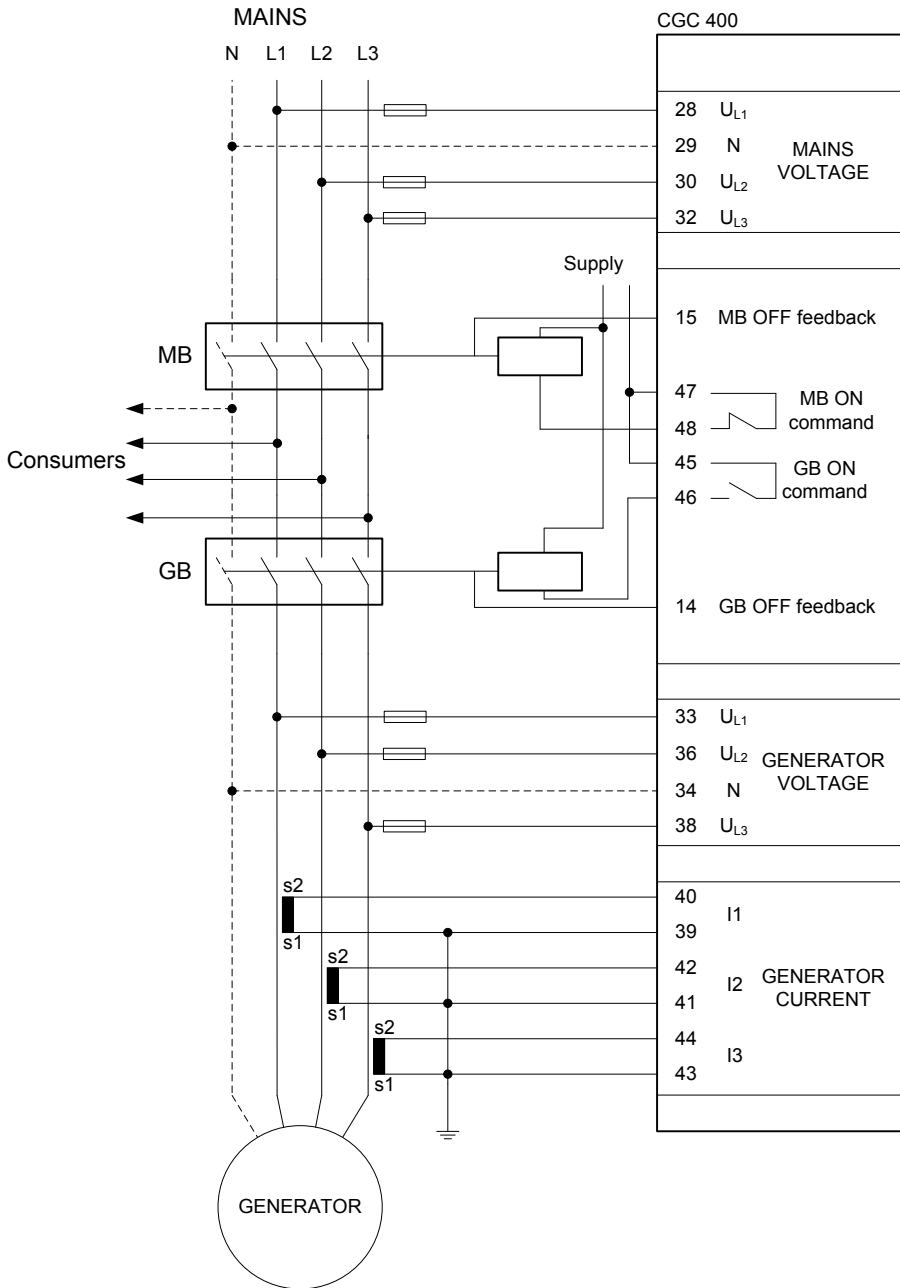 MAINS
CGC 400
N L1 L2 L3
28 UL1
29 N
30 UL2
32 UL3
MAINS
VOLTAGE
Supply
15 MB OFF feedback
MB
47
48
MB ON
command
45
46
GB ON
command
Consumers
GB
14 GB OFF feedback
33 UL1
36 UL2
34 N
38 UL3
GENERATOR
VOLTAGE
s2
s1
40
39
I1
s2
s1
42
41
I2
GENERATOR
CURRENT
s2
s1
44
43
I3
GENERATOR